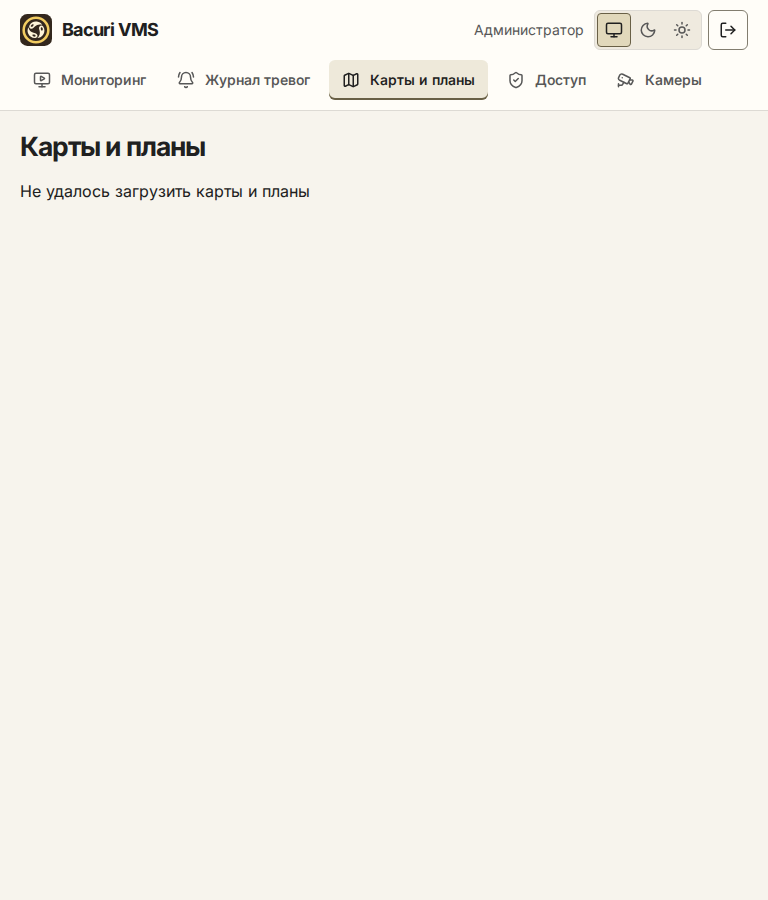 Bacuri VMS
Администратор
Мониторинг
Журнал тревог
Карты и планы
Доступ
Камеры
Карты и планы
Не удалось загрузить карты и планы